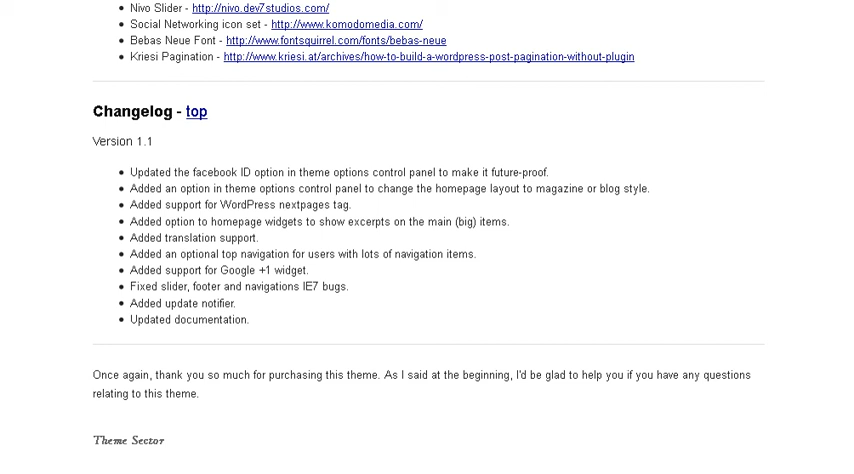 Nivo Slider - http://nivo.dev7studios.com/
Social Networking icon set - http://www.komodomedia.com/
Bebas Neue Font - http://www.fontsquirrel.com/fonts/bebas-neue
Kriesi Pagination - http://www.kriesi.at/archives/how-to-build-a-wordpress-post-pagination-without-plugin
Changelog - top
Version 1.1
Updated the facebook ID option in theme options control panel to make it future-proof.
Added an option in theme options control panel to change the homepage layout to magazine or blog style.
Added support for WordPress nextpages tag.
Added option to homepage widgets to show excerpts on the main (big) items.
Added translation support.
Added an optional top navigation for users with lots of navigation items.
Added support for Google +1 widget.
Fixed slider, footer and navigations IE7 bugs.
Added update notifier.
Updated documentation.
Once again, thank you so much for purchasing this theme. As I said at the beginning, I'd be glad to help you if you have any questions
relating to this theme.
Theme Sector